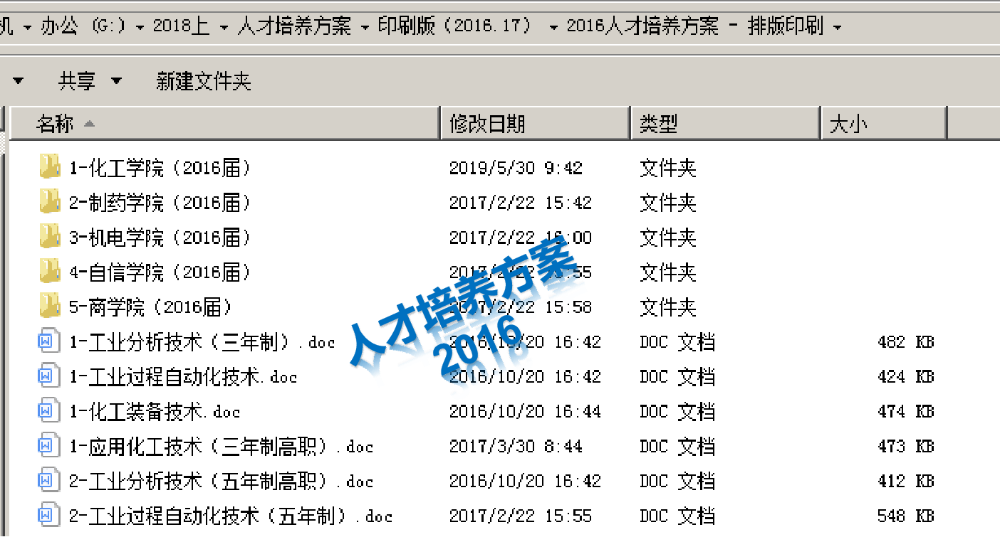 机 办公 (G:) 2018上 人才培养方案 印刷版（2016.17） 2016人才培养方案 - 排版印刷
共享 新建文件夹
名称 修改日期 类型 大小
1-化工学院（2016届） 2019/5/30 9:42 文件夹
2-制药学院（2016届） 2017/2/22 15:42 文件夹
3-机电学院（2016届） 2017/2/22 16:00 文件夹
4-自信学院（2016届） 2017/2/22 :55 文件夹
5-商学院（2016届） 2017/2/22 15:58 文件夹
1-工业分析技术（三年制）.doc 2016/10/20 16:42 DOC 文档 482 KB
1-工业过程自动化技术.doc 2016/10/20 16:42 DOC 文档 424 KB
1-化工装备技术.doc 2016/10/20 16:44 DOC 文档 474 KB
1-应用化工技术（三年制高职）.doc 2017/3/30 8:44 DOC 文档 473 KB
2-工业分析技术（五年制高职）.doc 2016/10/20 16:42 DOC 文档 412 KB
2-工业过程自动化技术（五年制）.doc 2017/2/22 15:55 DOC 文档 548 KB
人才培养方案
2016